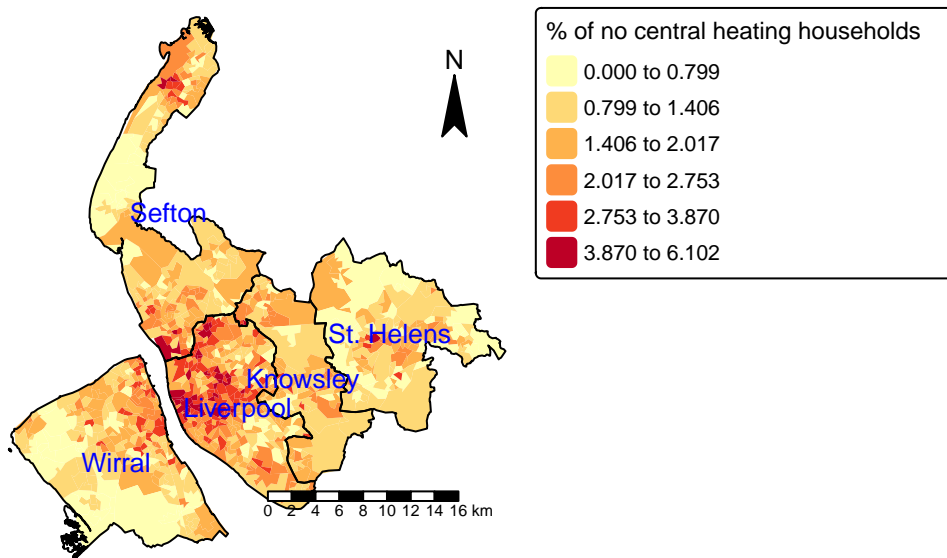 % of no central heating households
0.000 to 0.799
0.799 to 1.406
1.406 to 2.017
2.017 to 2.753
2.753 to 3.870
3.870 to 6.102
N
Sefton
St. Helens
Knowsley
Liverpool
Wirral
0 2 4 6 8 10 12 14 16 km